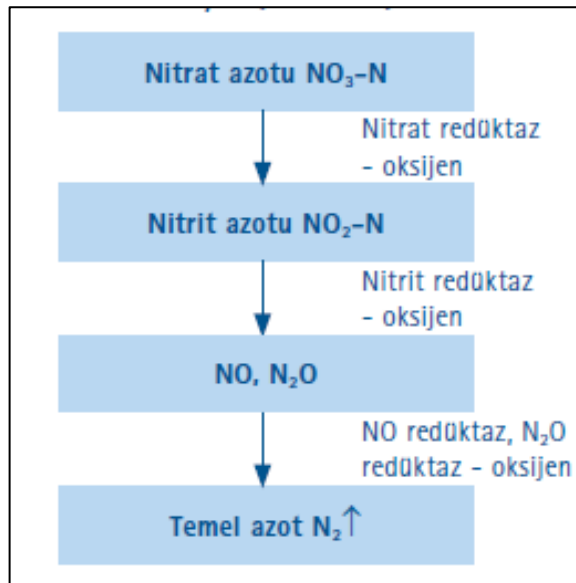 Nitrat azotu NO₃–N
Nitrat redüktaz
- oksijen
Nitrit azotu NO₂–N
Nitrit redüktaz
- oksijen
NO, N₂O
NO redüktaz, N₂O
redüktaz - oksijen
Temel azot N₂↑